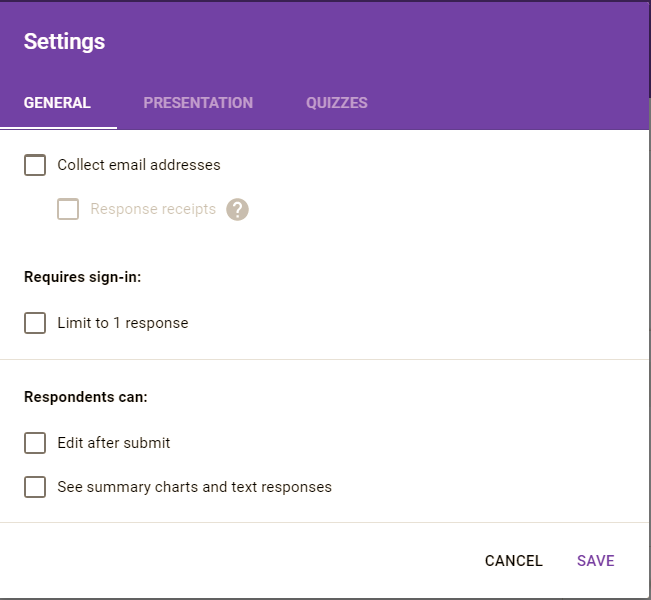 Settings
GENERAL PRESENTATION QUIZZES
Collect email addresses
Response receipts ?
Requires sign-in:
Limit to 1 response
Respondents can:
Edit after submit
See summary charts and text responses
CANCEL SAVE